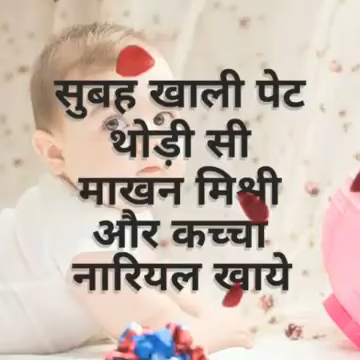 सुबह खाली पेट
थोड़ी सी
माखन मिश्री
और कच्चा
नारियल खाये